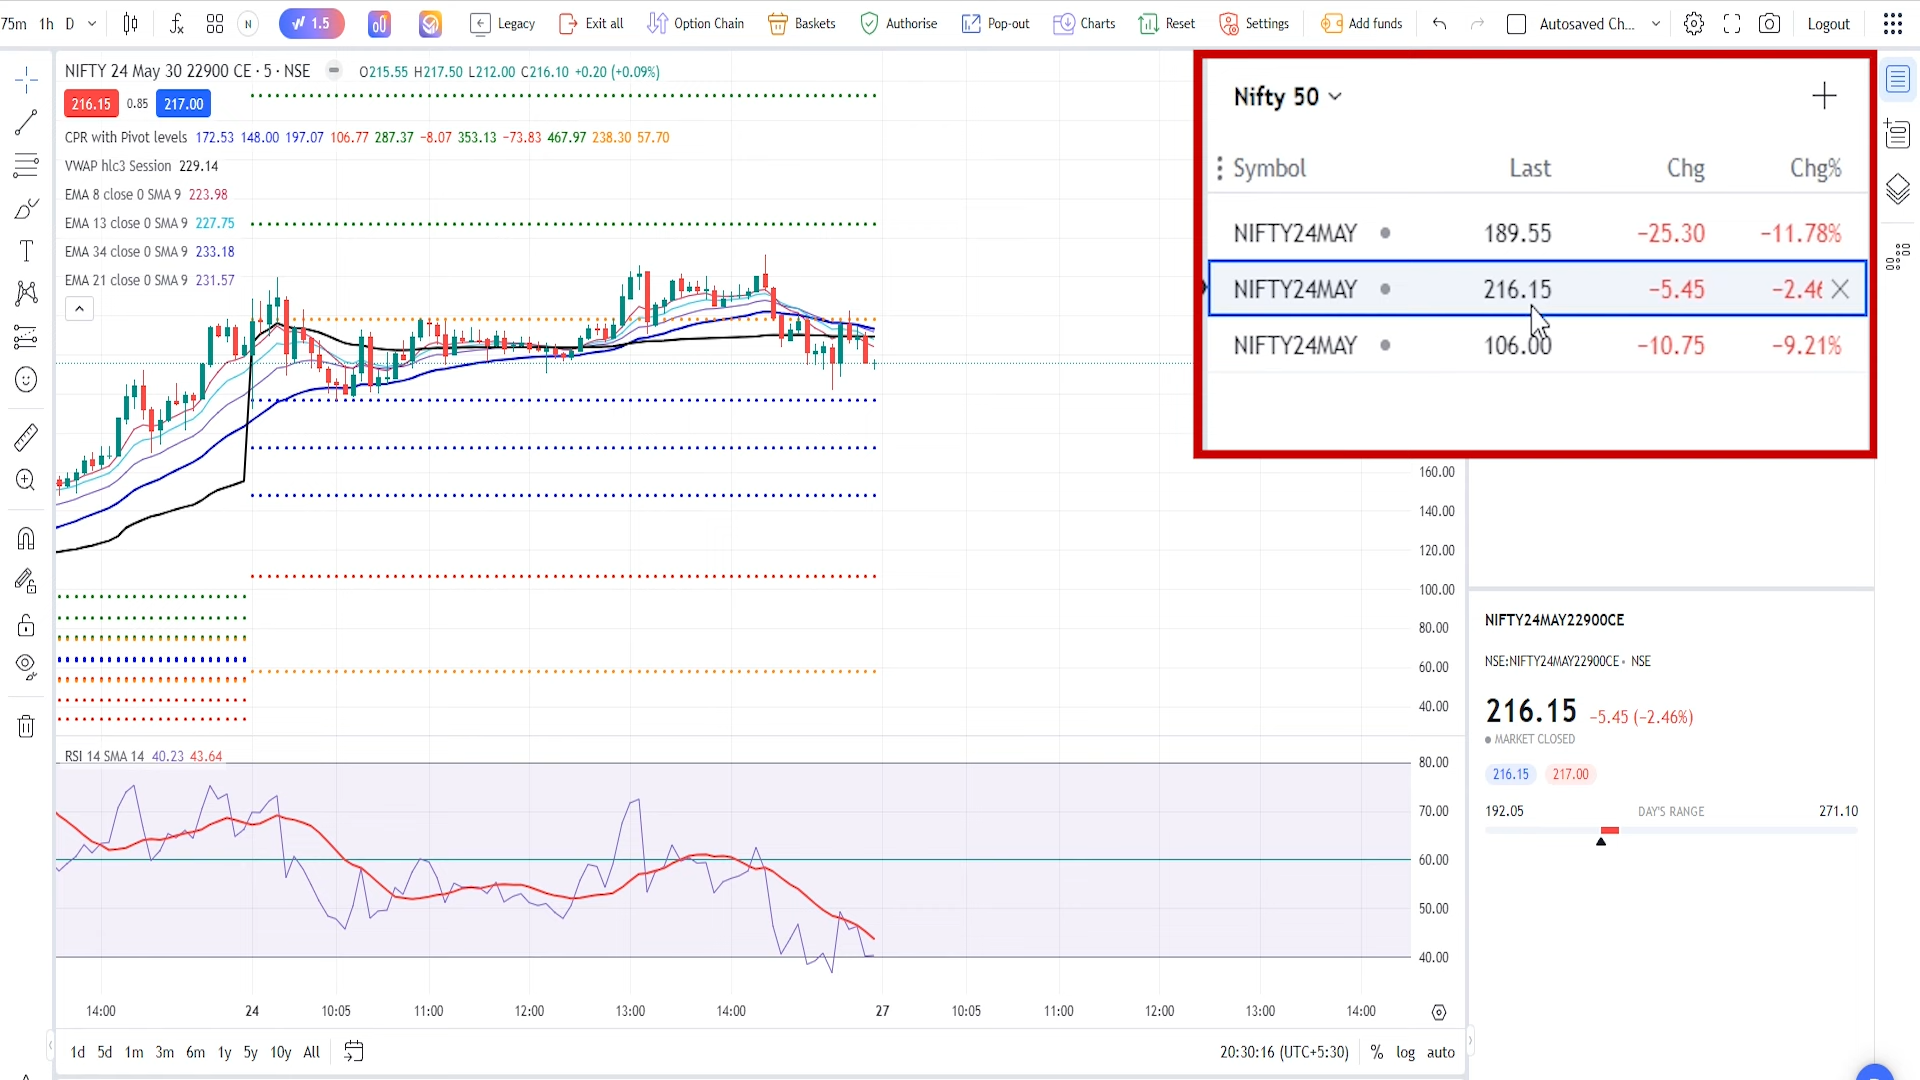 75m 1h D N 1.5 Legacy Exit all Option Chain Baskets Authorise Pop-out Charts Reset Settings Add funds Autosaved Ch... Logout
NIFTY 24 May 30 22900 CE · 5 · NSE O215.55 H217.50 L212.00 C216.10 +0.20 (+0.09%)
216.15 0.85 217.00
CPR with Pivot levels 172.53 148.00 197.07 106.77 287.37 −8.07 353.13 −73.83 467.97 238.30 57.70
VWAP hlc3 Session 229.14
EMA 8 close 0 SMA 9 223.98
EMA 13 close 0 SMA 9 227.75
EMA 34 close 0 SMA 9 233.18
EMA 21 close 0 SMA 9 231.57
Nifty 50
Symbol Last Chg Chg%
NIFTY24MAY 189.55 −25.30 −11.78%
NIFTY24MAY 216.15 −5.45 −2.46
NIFTY24MAY 106.00 −10.75 −9.21%
160.00
140.00
120.00
100.00
80.00
60.00
40.00
NIFTY24MAY22900CE
NSE:NIFTY24MAY22900CE • NSE
216.15 −5.45 (−2.46%)
MARKET CLOSED
216.15 217.00
192.05 DAY'S RANGE 271.10
RSI 14 SMA 14 40.23 43.64
80.00
70.00
60.00
50.00
40.00
14:00 24 10:05 11:00 12:00 13:00 14:00 27 10:05 11:00 12:00 13:00 14:00
1d 5d 1m 3m 6m 1y 5y 10y All 20:30:16 (UTC+5:30) % log auto